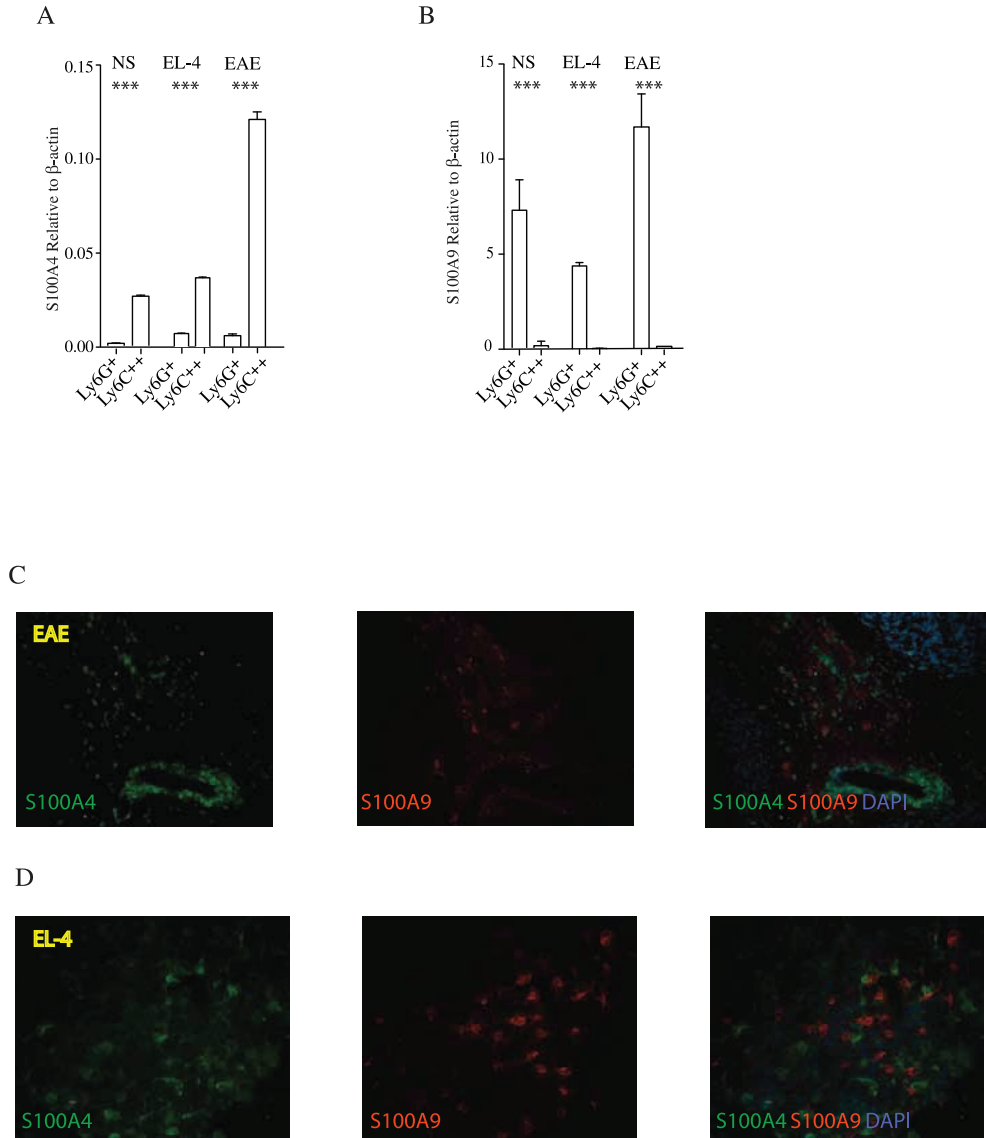 A
NS EL-4 EAE
*** *** ***
S100A4 Relative to β-actin
0.15
0.10
0.05
0.00
Ly6G+ Ly6C++ Ly6G+ Ly6C++ Ly6G+ Ly6C++
B
NS EL-4 EAE
*** *** ***
S100A9 Relative to β-actin
15
10
5
0
Ly6G+ Ly6C++ Ly6G+ Ly6C++ Ly6G+ Ly6C++
C
EAE
S100A4
S100A9
S100A4 S100A9 DAPI
D
EL-4
S100A4
S100A9
S100A4 S100A9 DAPI